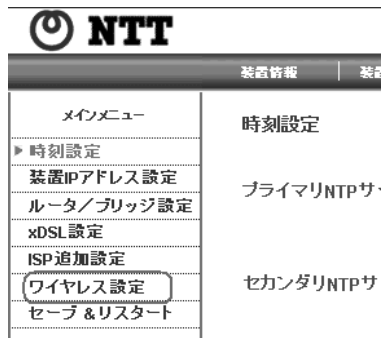 NTT
装置情報
メインメニュー
時刻設定
装置IPアドレス設定
ルータ／ブリッジ設定
xDSL設定
ISP追加設定
ワイヤレス設定
セーブ &リスタート
時刻設定
プライマリNTPサ
セカンダリNTPサ